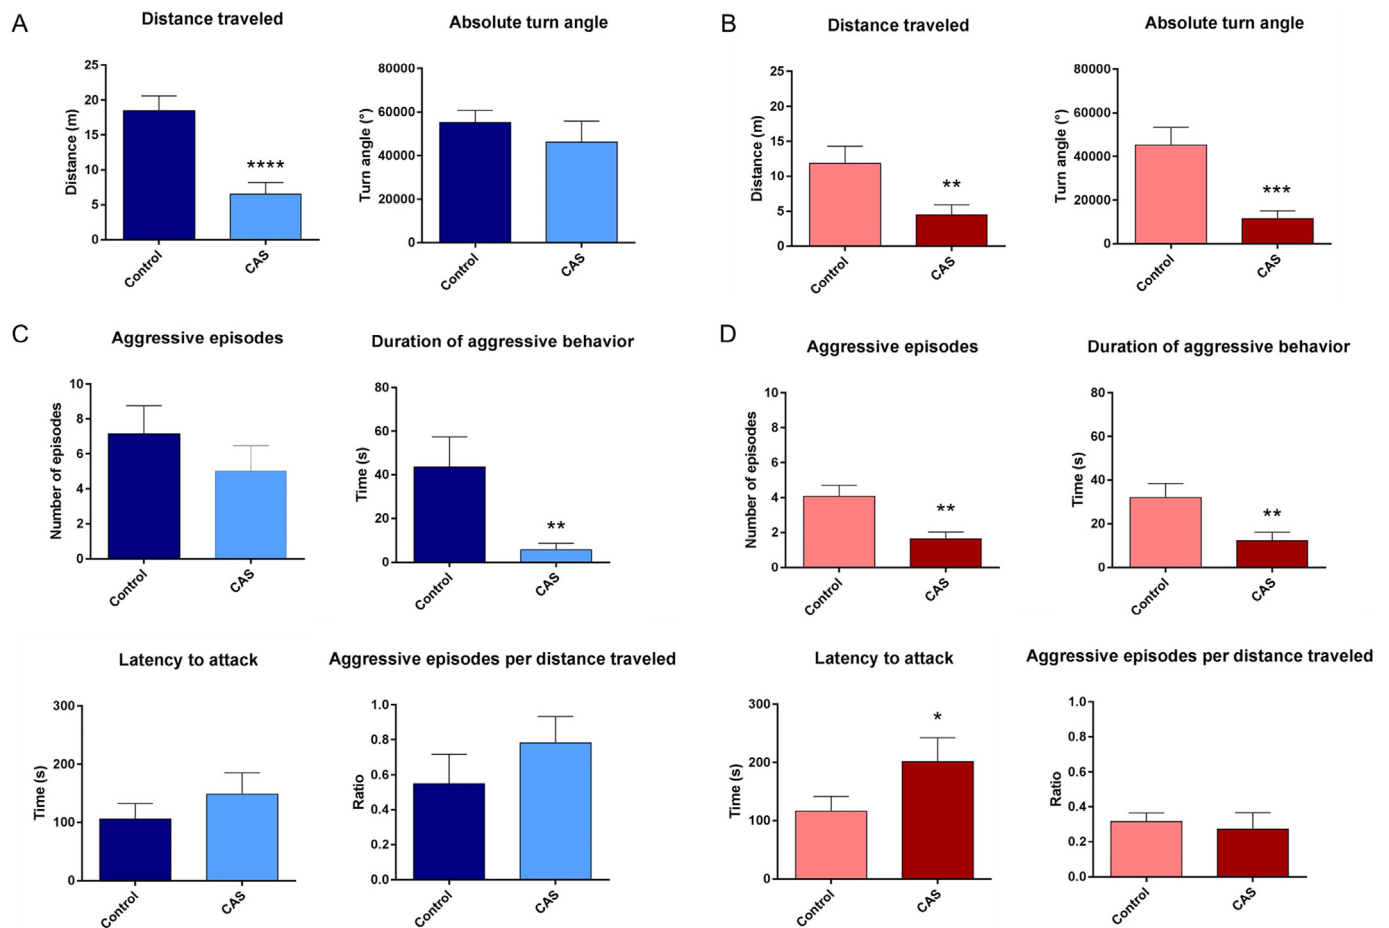 A
Distance traveled
Distance (m)
25
20
15
10
5
0
****
Control
CAS
Absolute turn angle
Turn angle (°)
80000
60000
40000
20000
0
Control
CAS
B
Distance traveled
Distance (m)
25
20
15
10
5
0
**
Control
CAS
Absolute turn angle
Turn angle (°)
80000
60000
40000
20000
0
***
Control
CAS
C
Aggressive episodes
Number of episodes
10
8
6
4
2
0
Control
CAS
Duration of aggressive behavior
Time (s)
80
60
40
20
0
**
Control
CAS
Latency to attack
Time (s)
300
200
100
0
Control
CAS
Aggressive episodes per distance traveled
Ratio
1.0
0.8
0.6
0.4
0.2
0.0
Control
CAS
D
Aggressive episodes
Number of episodes
10
8
6
4
2
0
**
Control
CAS
Duration of aggressive behavior
Time (s)
80
60
40
20
0
**
Control
CAS
Latency to attack
Time (s)
300
200
100
0
*
Control
CAS
Aggressive episodes per distance traveled
Ratio
1.0
0.8
0.6
0.4
0.2
0.0
Control
CAS